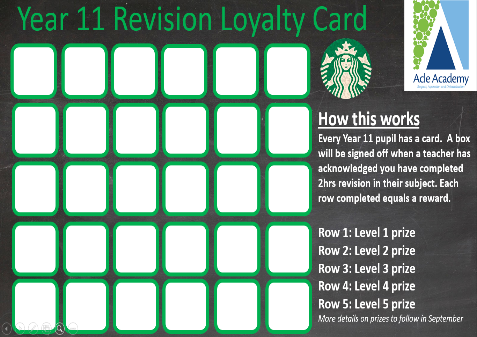 Year 11 Revision Loyalty Card
Ade Academy
How this works
Every Year 11 pupil has a card. A box
will be signed off when a teacher has
acknowledged you have completed
2hrs revision in their subject. Each
row completed equals a reward.
Row 1: Level 1 prize
Row 2: Level 2 prize
Row 3: Level 3 prize
Row 4: Level 4 prize
Row 5: Level 5 prize
More details on prizes to follow in September